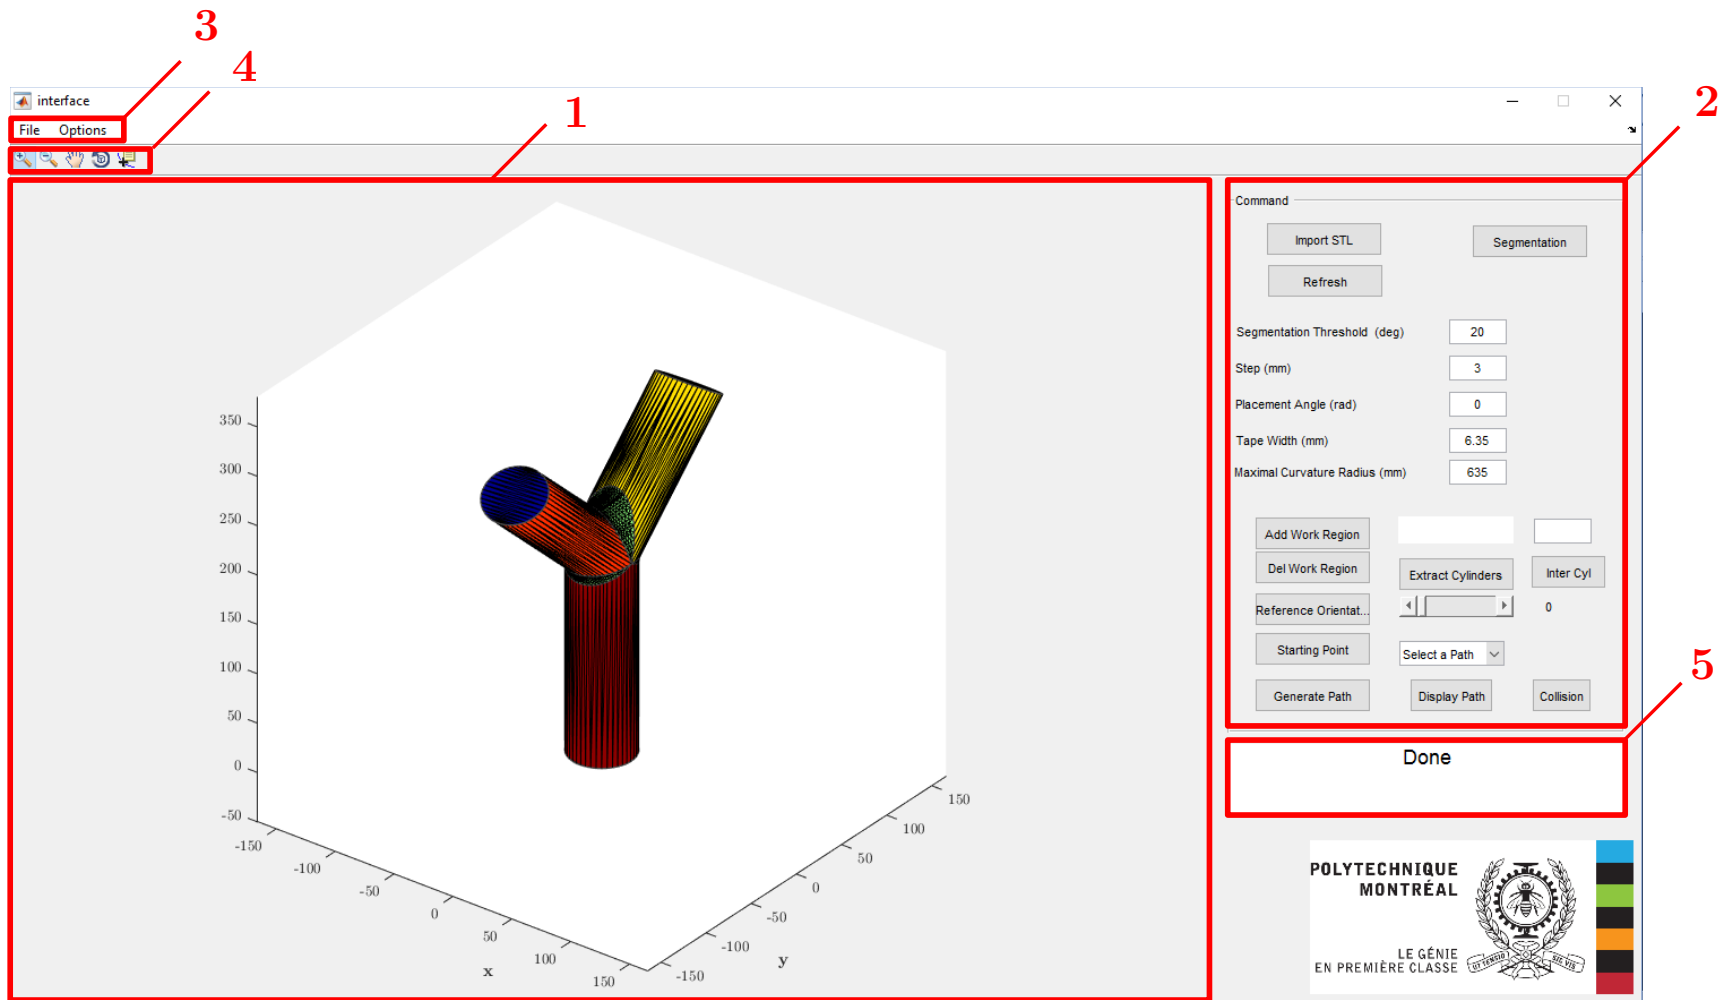 3
4
1
2
interface
File Options
Command
Import STL
Segmentation
Refresh
Segmentation Threshold (deg)
20
Step (mm)
3
Placement Angle (rad)
0
Tape Width (mm)
6.35
Maximal Curvature Radius (mm)
635
Add Work Region
Del Work Region
Extract Cylinders
Inter Cyl
Reference Orientat...
0
Starting Point
Select a Path
Generate Path
Display Path
Collision
5
Done
350
300
250
200
150
100
50
0
-50
-150
-100
-50
0
50
100
150
x
-150
-100
-50
0
50
100
150
y
POLYTECHNIQUE
MONTRÉAL
LE GÉNIE
EN PREMIÈRE CLASSE
UT TENSIO SIC VIS